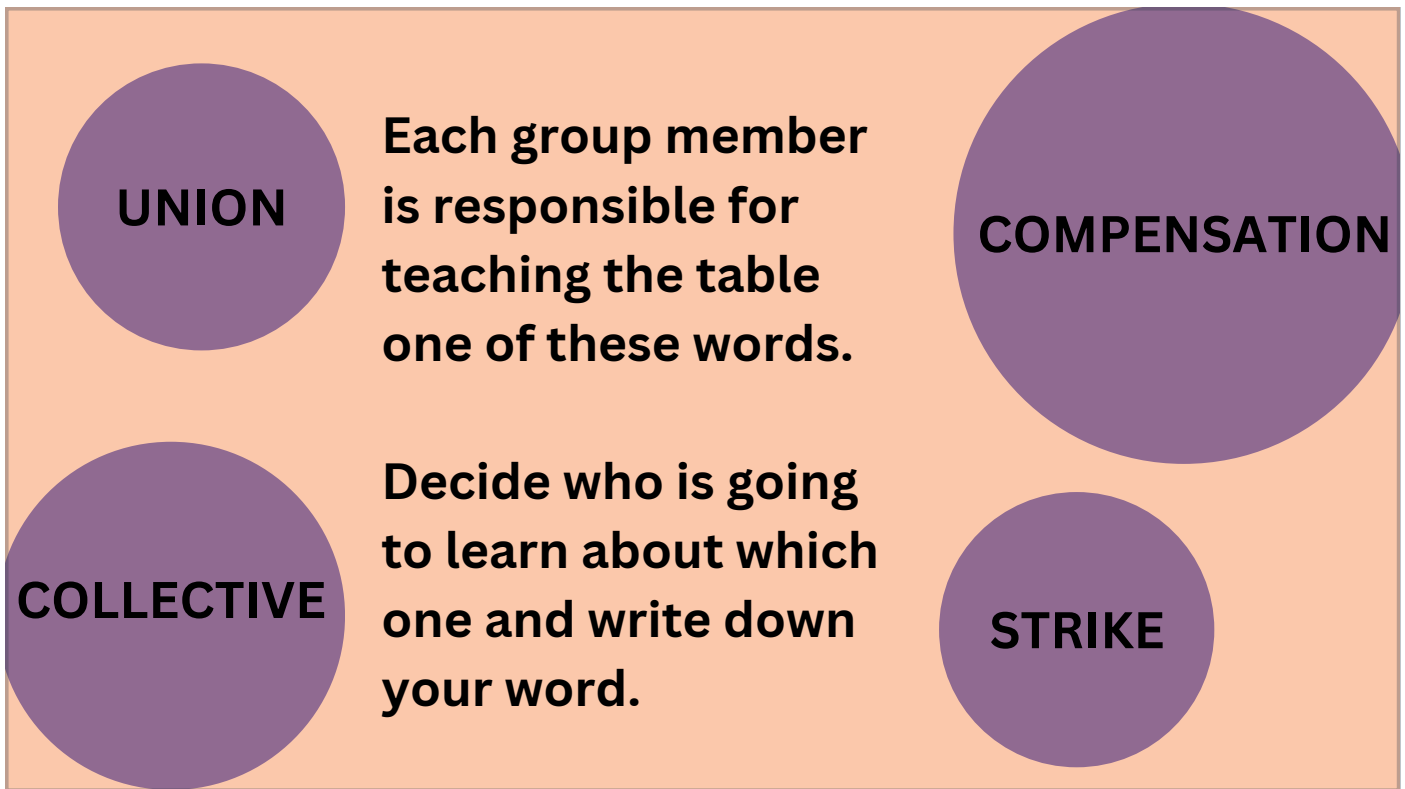 UNION
Each group member
is responsible for
teaching the table
one of these words.
COMPENSATION
Decide who is going
to learn about which
one and write down
your word.
COLLECTIVE
STRIKE